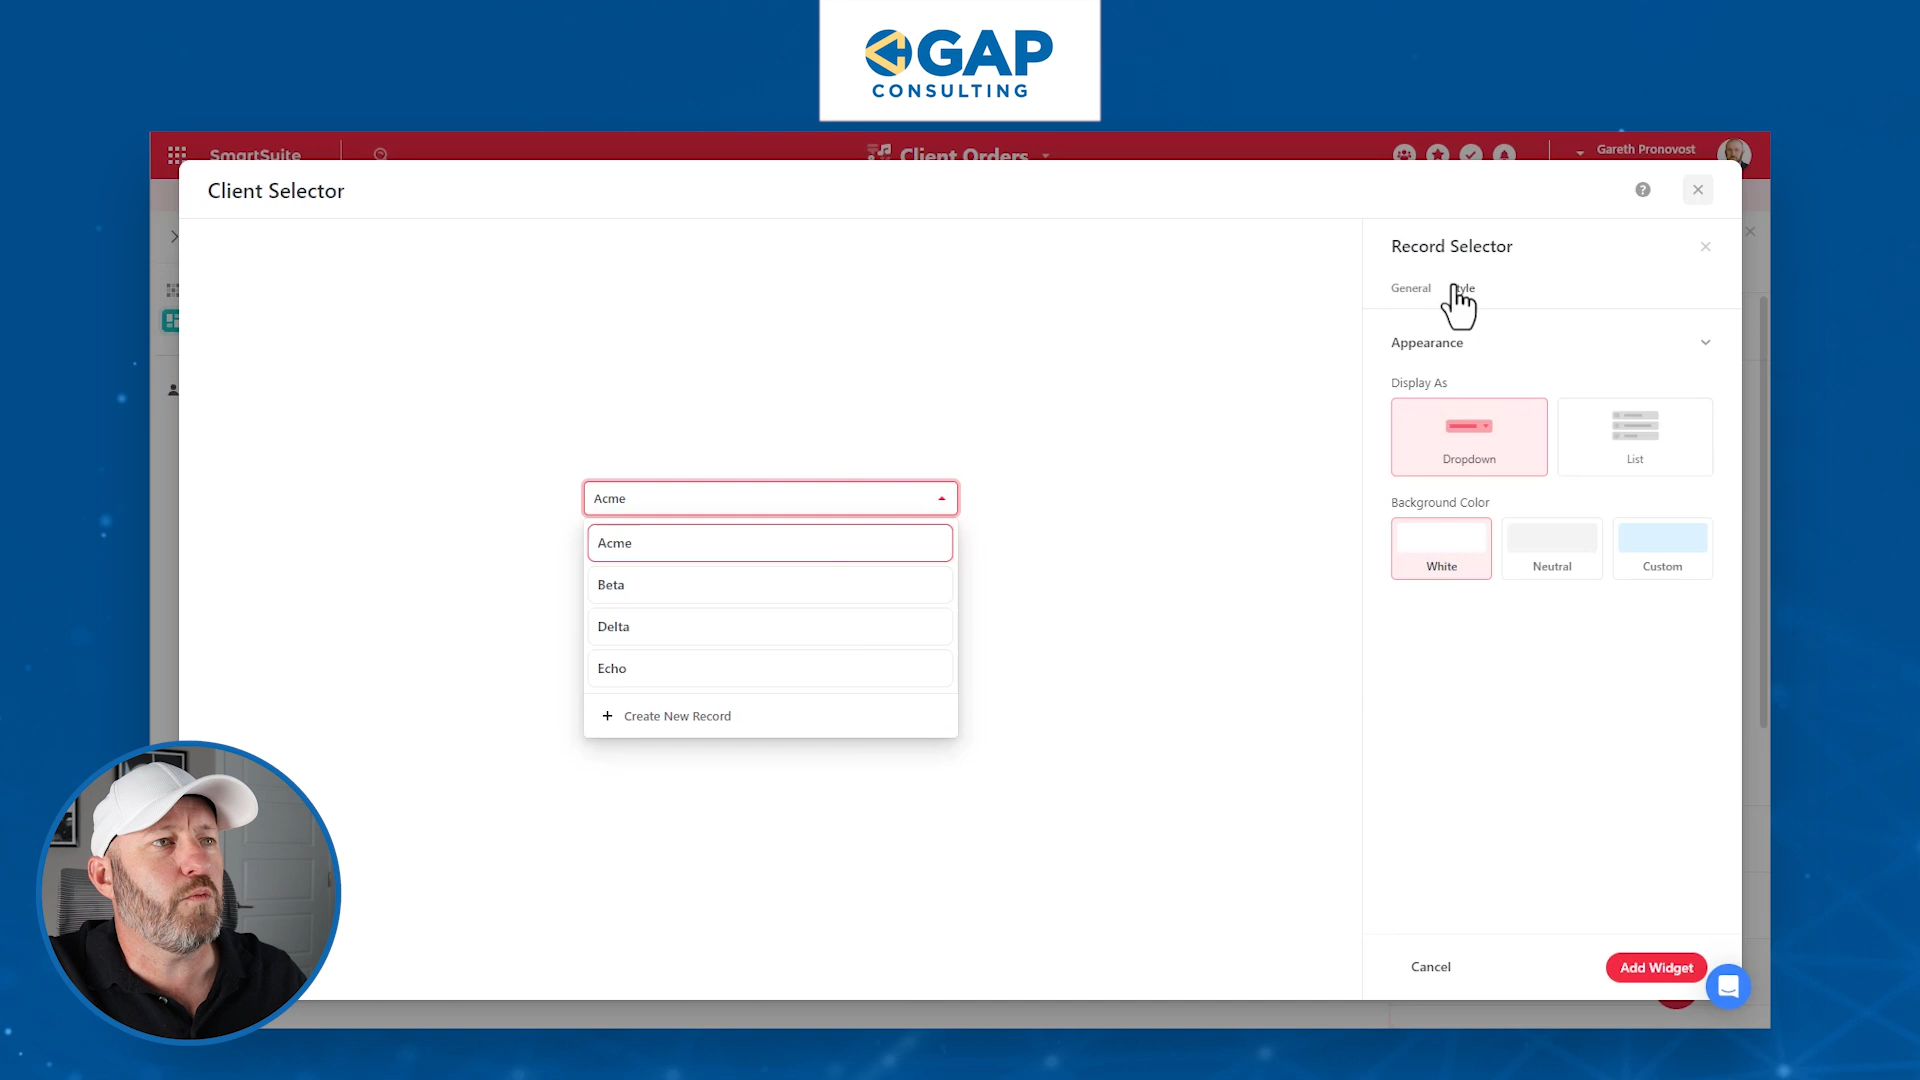 GAP
CONSULTING
SmartSuite
Client Orders
Gareth Pronovost
Client Selector
Record Selector
General
Appearance
Display As
Dropdown
List
Background Color
White
Neutral
Custom
Acme
Acme
Beta
Delta
Echo
+ Create New Record
Cancel
Add Widget